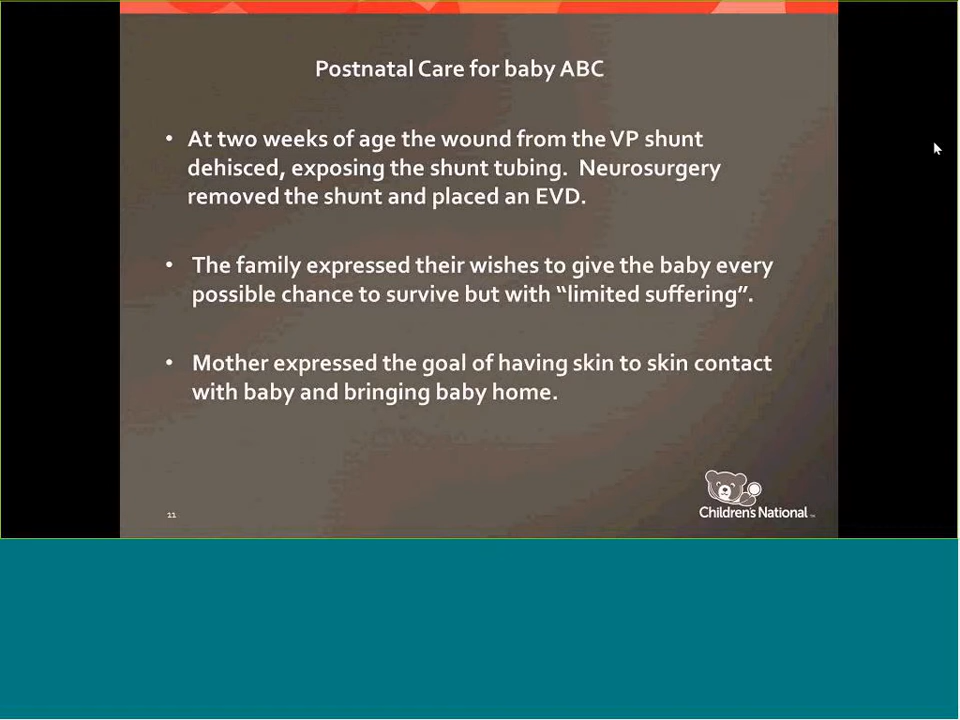 Postnatal Care for baby ABC
• At two weeks of age the wound from the VP shunt
dehisced, exposing the shunt tubing.  Neurosurgery
removed the shunt and placed an EVD.
• The family expressed their wishes to give the baby every
possible chance to survive but with “limited suffering”.
• Mother expressed the goal of having skin to skin contact
with baby and bringing baby home.
Children's National™
11